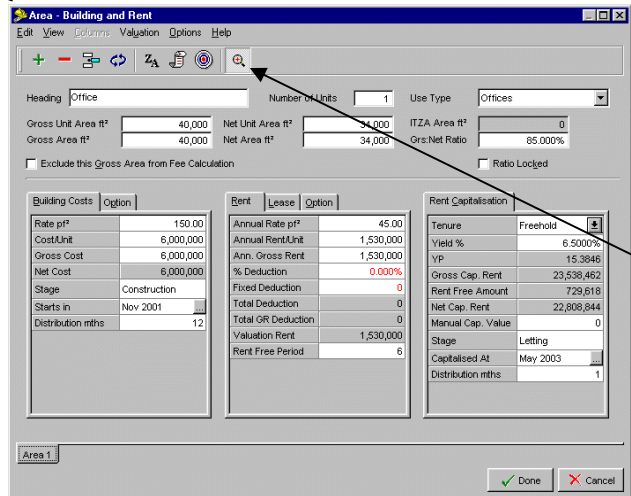 Area - Building and Rent
Edit View Columns Valuation Options Help
Heading Office Number of Units 1 Use Type Offices
Gross Unit Area ft² 40,000 Net Unit Area ft² 34,000 ITZA Area ft² 0
Gross Area ft² 40,000 Net Area ft² 34,000 Grs:Net Ratio 85.000%
Exclude this Gross Area from Fee Calculation Ratio Locked
Building Costs Option
Rate pf² 150.00
Cost/Unit 6,000,000
Gross Cost 6,000,000
Net Cost 6,000,000
Stage Construction
Starts in Nov 2001 ...
Distribution mths 12
Rent Lease Option
Annual Rate pf² 45.00
Annual Rent/Unit 1,530,000
Ann. Gross Rent 1,530,000
% Deduction 0.000%
Fixed Deduction 0
Total Deduction 0
Total GR Deduction 0
Valuation Rent 1,530,000
Rent Free Period 6
Rent Capitalisation
Tenure Freehold
Yield % 6.5000%
YP 15.3846
Gross Cap. Rent 23,538,462
Rent Free Amount 729,618
Net Cap. Rent 22,808,844
Manual Cap. Value 0
Stage Letting
Capitalised At May 2003 ...
Distribution mths 1
Area 1
Done Cancel